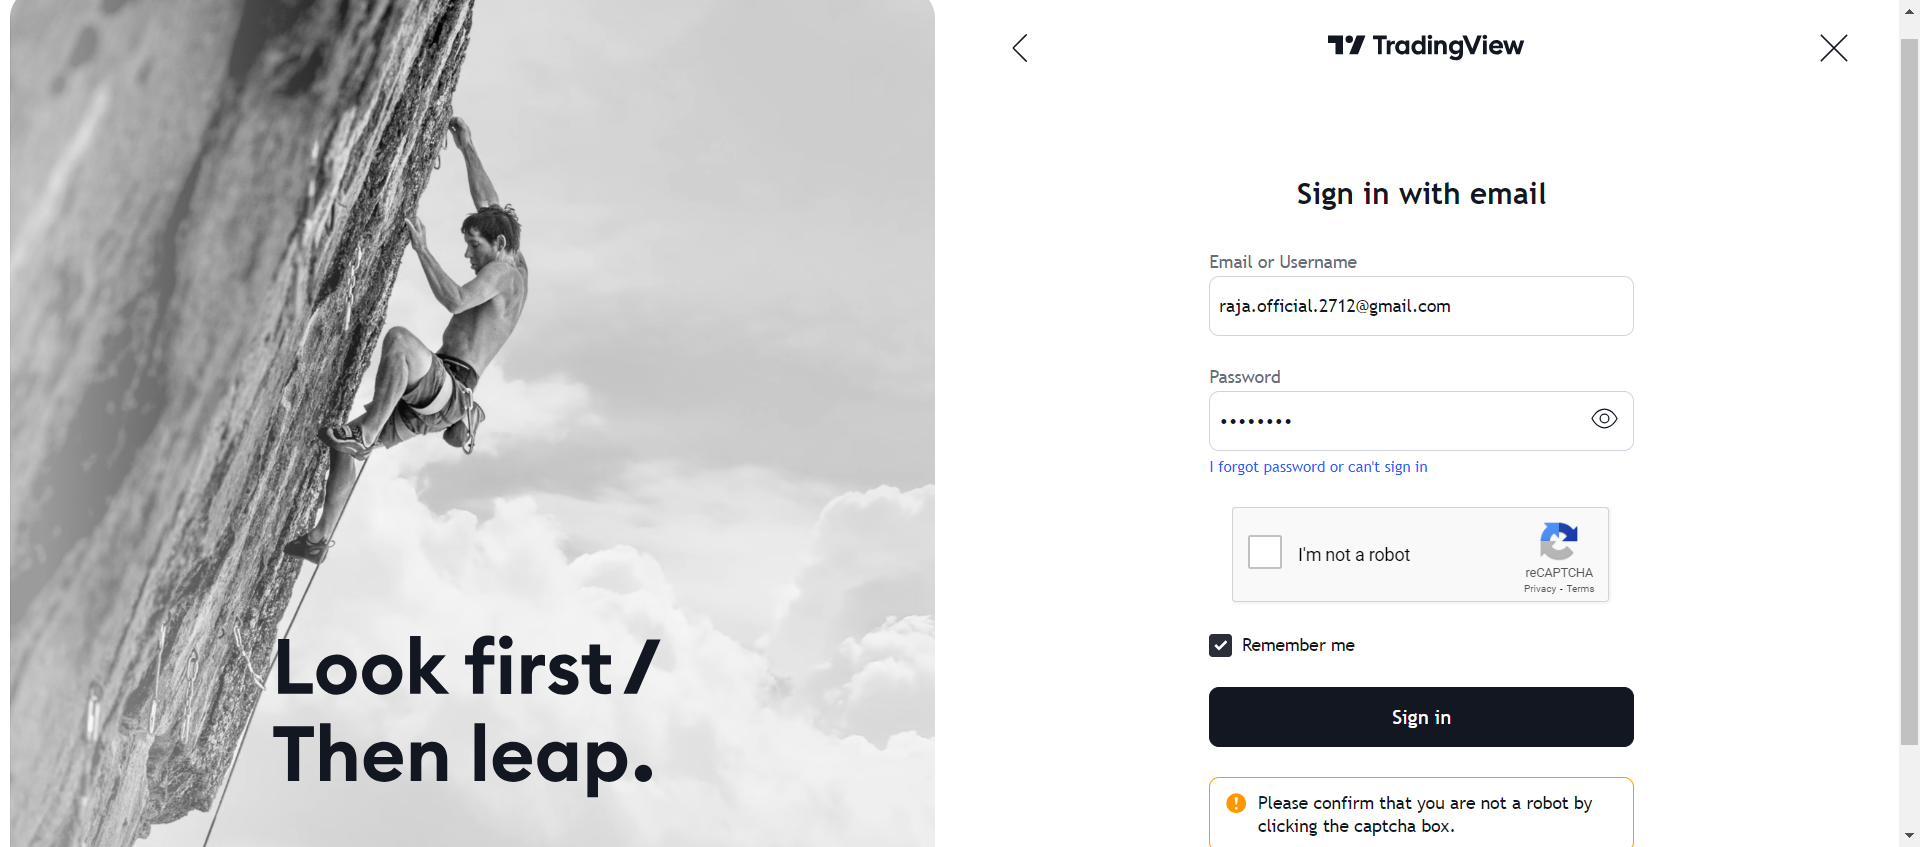 TradingView
Sign in with email
Email or Username
raja.official.2712@gmail.com
Password
••••••••
I forgot password or can't sign in
I'm not a robot
reCAPTCHA
Privacy - Terms
Remember me
Sign in
Please confirm that you are not a robot by
clicking the captcha box.
Look first/
Then leap.